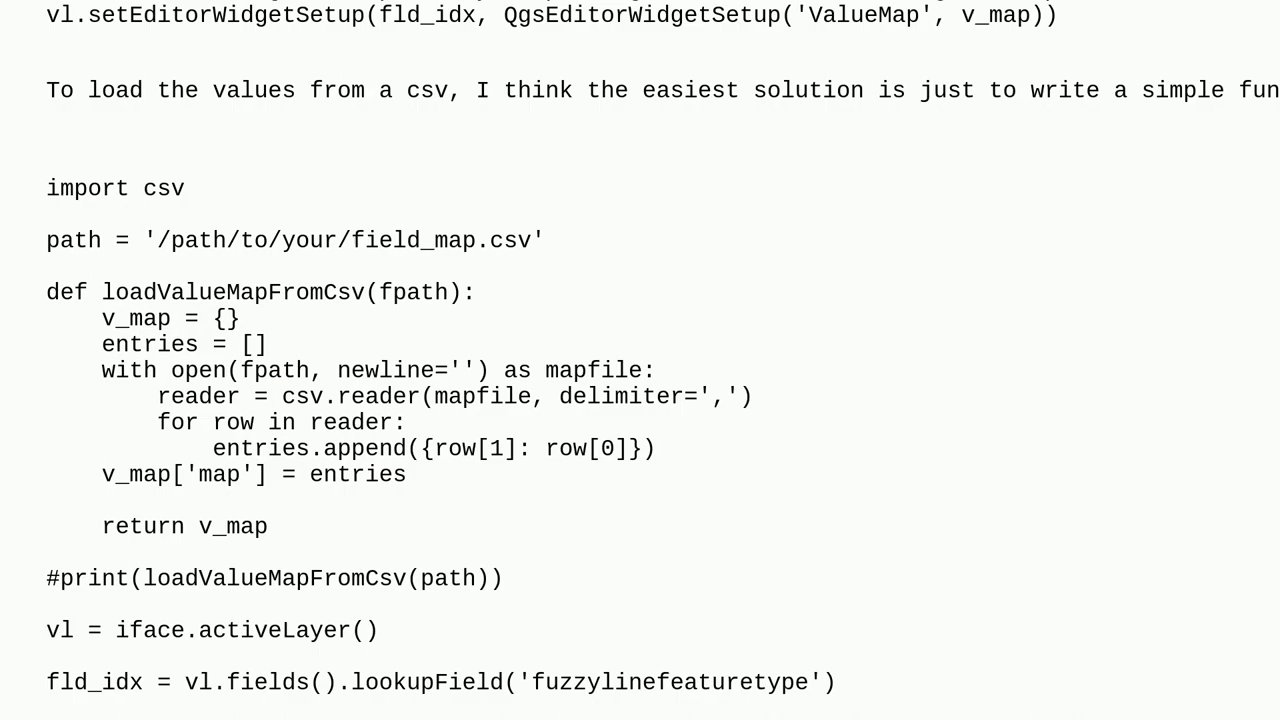 vl.setEditorWidgetSetup(fld_idx, QgsEditorWidgetSetup('ValueMap', v_map))
To load the values from a csv, I think the easiest solution is just to write a simple fun
import csv
path = '/path/to/your/field_map.csv'
def loadValueMapFromCsv(fpath):
    v_map = {}
    entries = []
    with open(fpath, newline='') as mapfile:
        reader = csv.reader(mapfile, delimiter=',')
        for row in reader:
            entries.append({row[1]: row[0]})
    v_map['map'] = entries
    return v_map
#print(loadValueMapFromCsv(path))
vl = iface.activeLayer()
fld_idx = vl.fields().lookupField('fuzzylinefeaturetype')